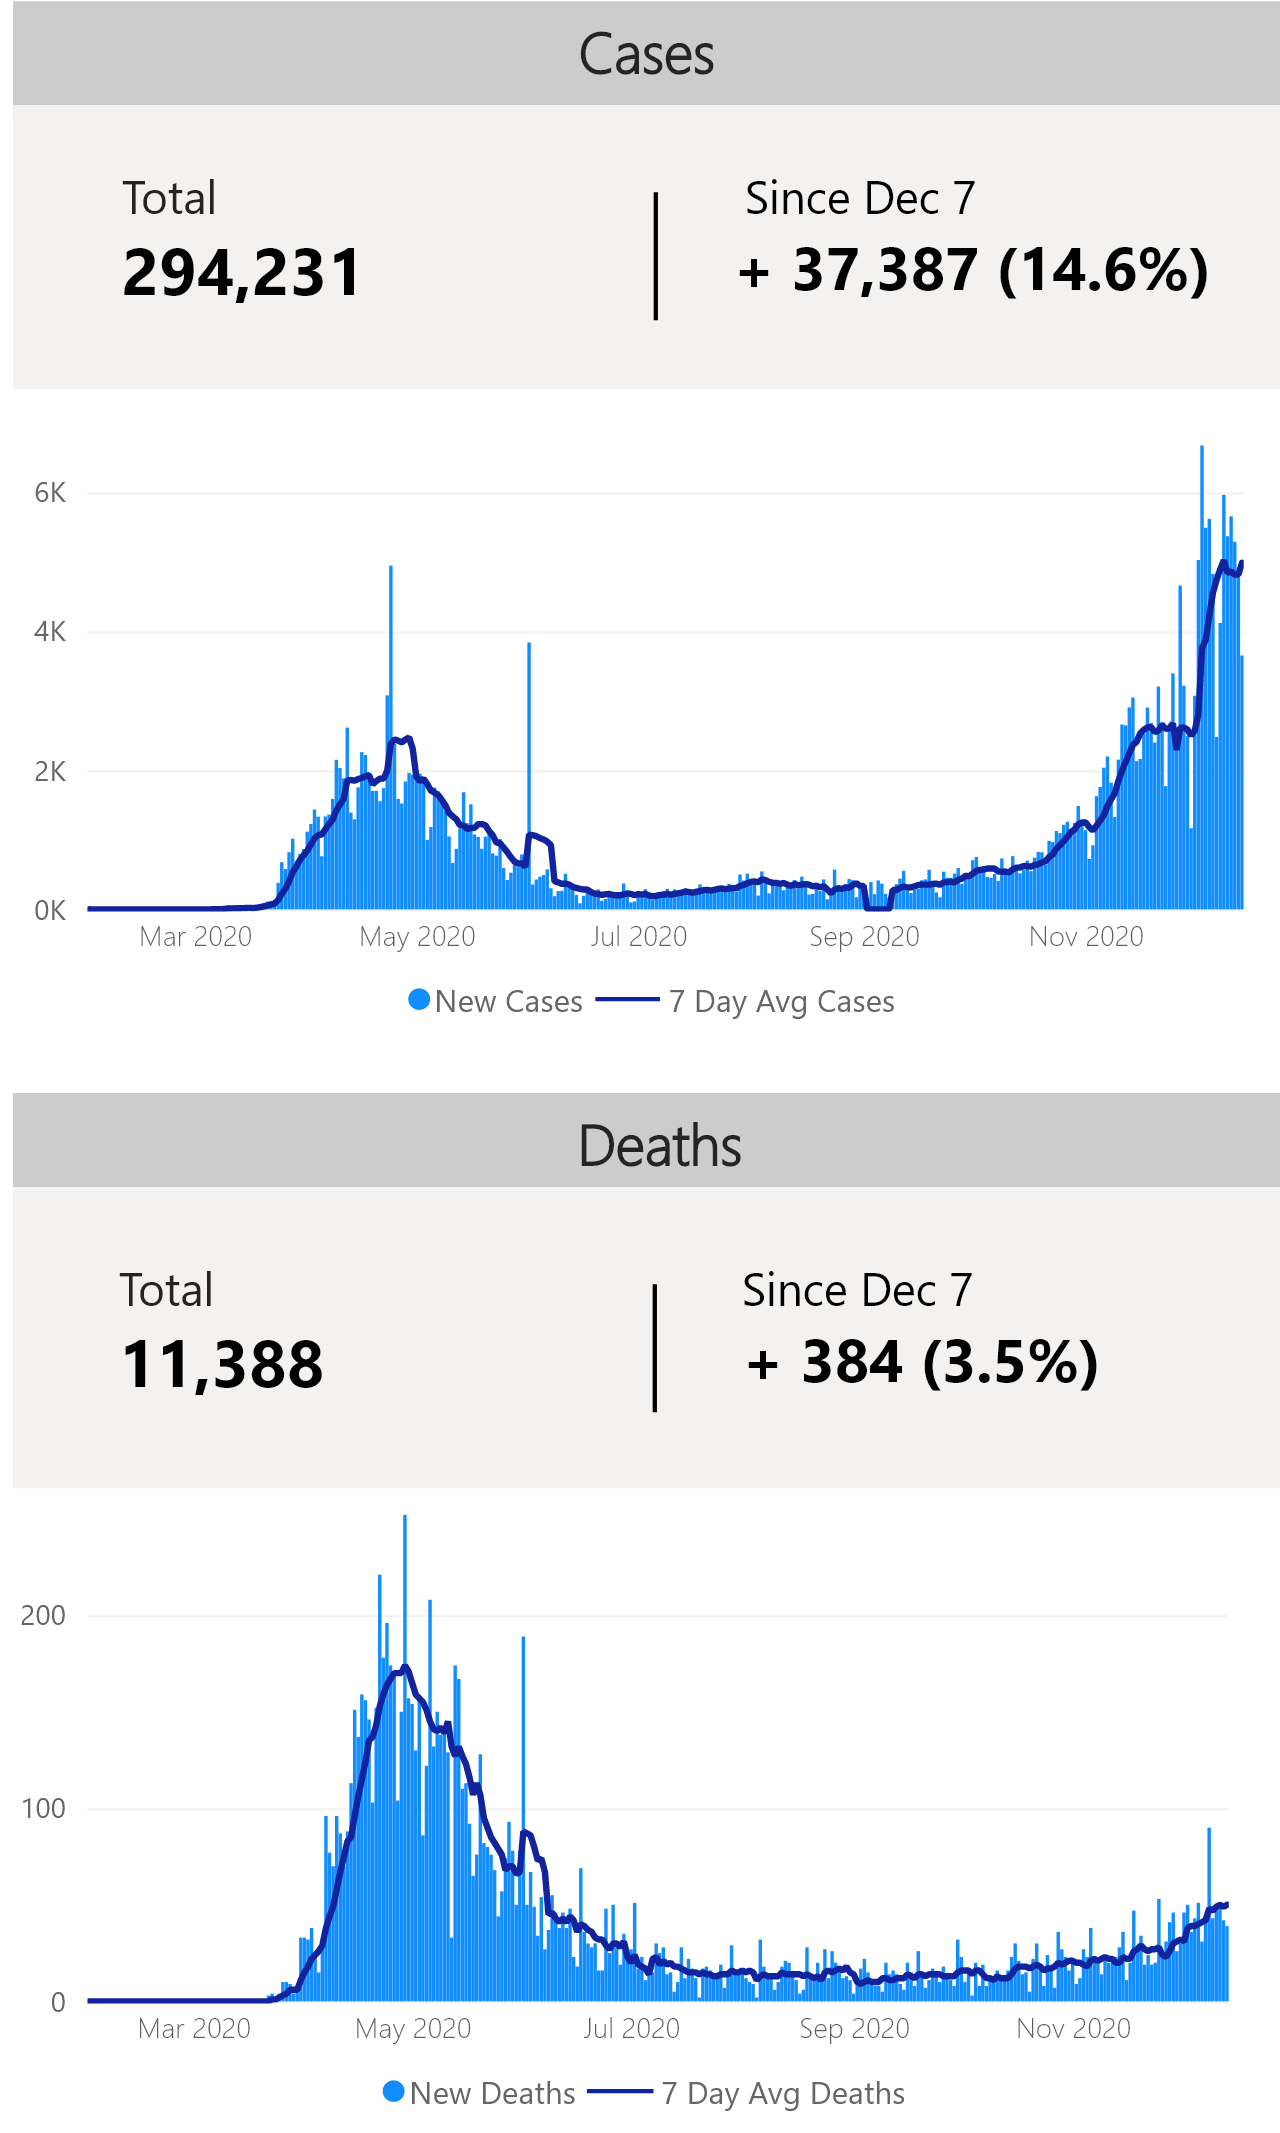 Cases
Total
Since Dec 7
294,231
+ 37,387 (14.6%)
6K
4K
2K
0K
Mar 2020
May 2020
Jul 2020
Sep 2020
Nov 2020
New Cases
7 Day Avg Cases
Deaths
Total
Since Dec 7
11,388
+ 384 (3.5%)
200
100
0
Mar 2020
May 2020
Jul 2020
Sep 2020
Nov 2020
New Deaths
7 Day Avg Deaths